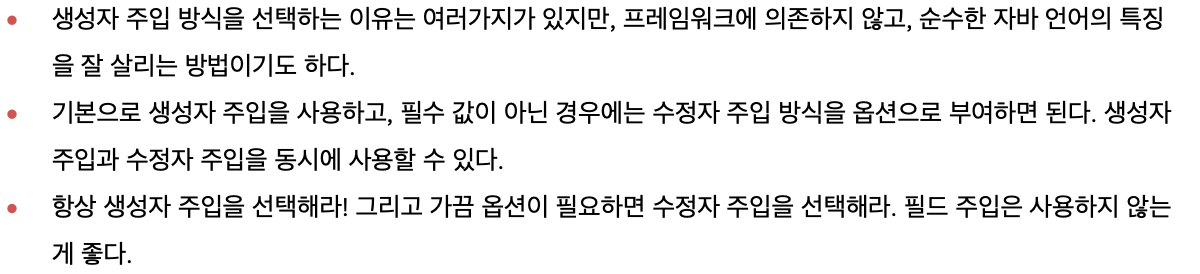 • 생성자 주입 방식을 선택하는 이유는 여러가지가 있지만, 프레임워크에 의존하지 않고, 순수한 자바 언어의 특징
을 잘 살리는 방법이기도 하다.
• 기본으로 생성자 주입을 사용하고, 필수 값이 아닌 경우에는 수정자 주입 방식을 옵션으로 부여하면 된다. 생성자
주입과 수정자 주입을 동시에 사용할 수 있다.
• 항상 생성자 주입을 선택해라! 그리고 가끔 옵션이 필요하면 수정자 주입을 선택해라. 필드 주입은 사용하지 않는
게 좋다.